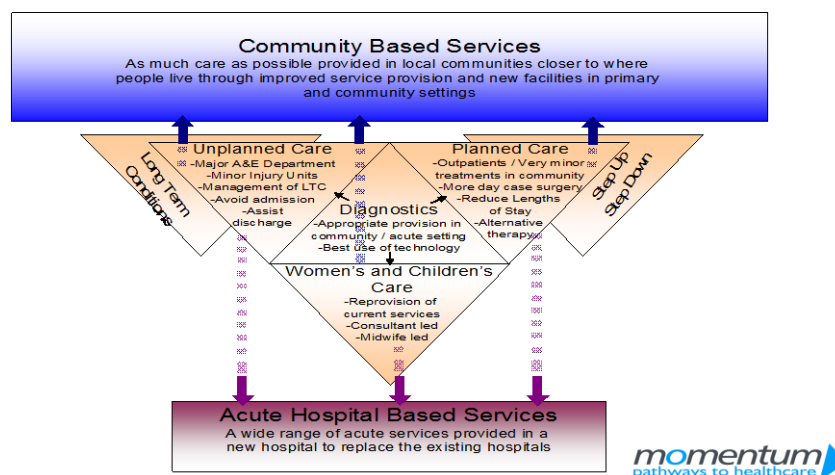 Community Based Services
As much care as possible provided in local communities closer to where
people live through improved service provision and new facilities in primary
and community settings
Long Term
Conditions
Unplanned Care
-Major A&E Department
-Minor Injury Units
-Management of LTC
-Avoid admission
-Assist
discharge
Planned Care
-Outpatients / Very minor
treatments in community
-More day case surgery
-Reduce Lengths
of Stay
-Alternative
therapy
Step Up
Step Down
Diagnostics
-Appropriate provision in
community / acute setting
-Best use of technology
Women's and Children's
Care
-Reprovision of
current services
-Consultant led
-Midwife led
Acute Hospital Based Services
A wide range of acute services provided in a
new hospital to replace the existing hospitals
momentum
pathways to healthcare